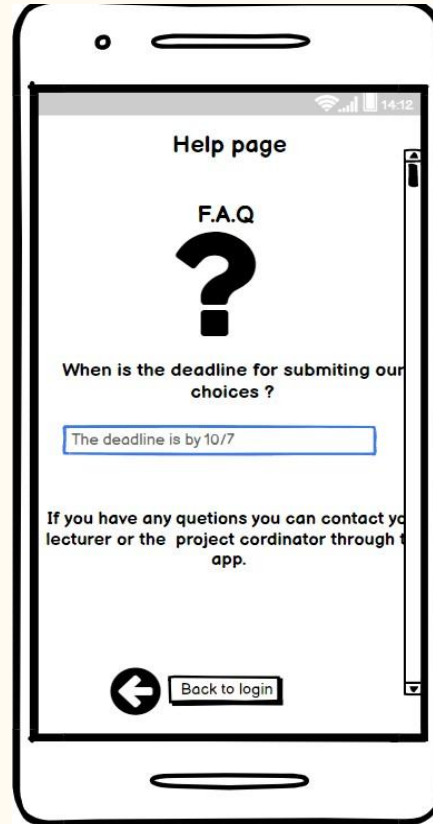 14:12
Help page
F.A.Q
?
When is the deadline for submiting our
choices ?
The deadline is by 10/7
If you have any quetions you can contact yo
lecturer or the project cordinator through t
app.
Back to login